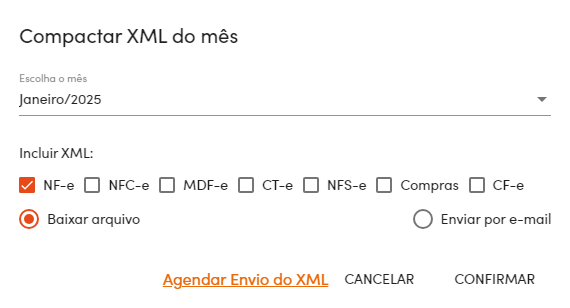 Compactar XML do mês
Escolha o mês
Janeiro/2025
Incluir XML:
NF-e NFC-e MDF-e CT-e NFS-e Compras CF-e
Baixar arquivo Enviar por e-mail
Agendar Envio do XML CANCELAR CONFIRMAR